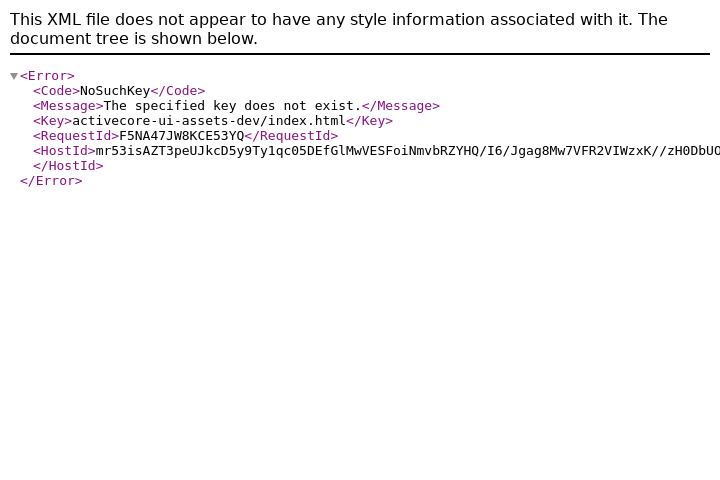 This XML file does not appear to have any style information associated with it. The
document tree is shown below.
<Error>
<Code>NoSuchKey</Code>
<Message>The specified key does not exist.</Message>
<Key>activecore-ui-assets-dev/index.html</Key>
<RequestId>F5NA47JW8KCE53YQ</RequestId>
<HostId>mr53isAZT3peUJkcD5y9Ty1qc05DEfGlMwVESFoiNmvbRZYHQ/I6/Jgag8Mw7VFR2VIWzxK//zH0DbUO
</HostId>
</Error>